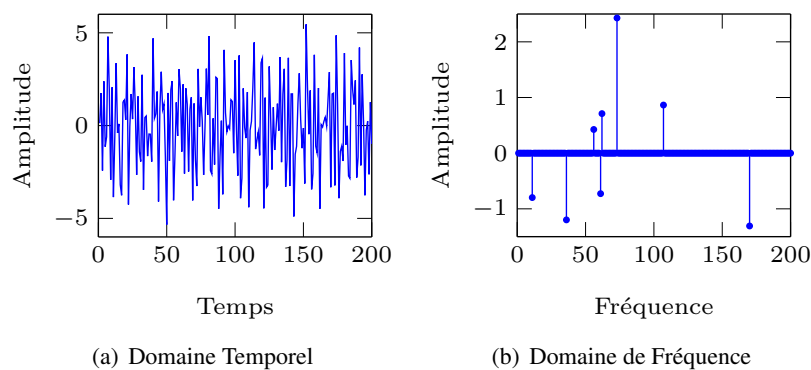 5
0
−5
Amplitude
0 50 100 150 200
Temps
(a) Domaine Temporel
2
1
0
−1
Amplitude
0 50 100 150 200
Fréquence
(b) Domaine de Fréquence